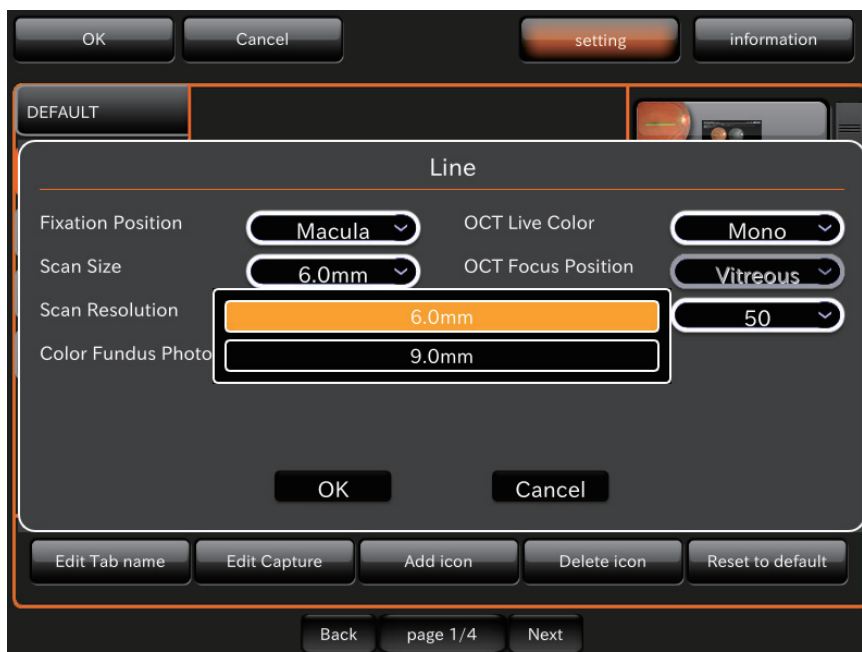 OK Cancel setting information
DEFAULT
Line
Fixation Position Macula OCT Live Color Mono
Scan Size 6.0mm OCT Focus Position Vitreous
Scan Resolution 6.0mm 50
Color Fundus Photo 9.0mm
OK Cancel
Edit Tab name Edit Capture Add icon Delete icon Reset to default
Back page 1/4 Next